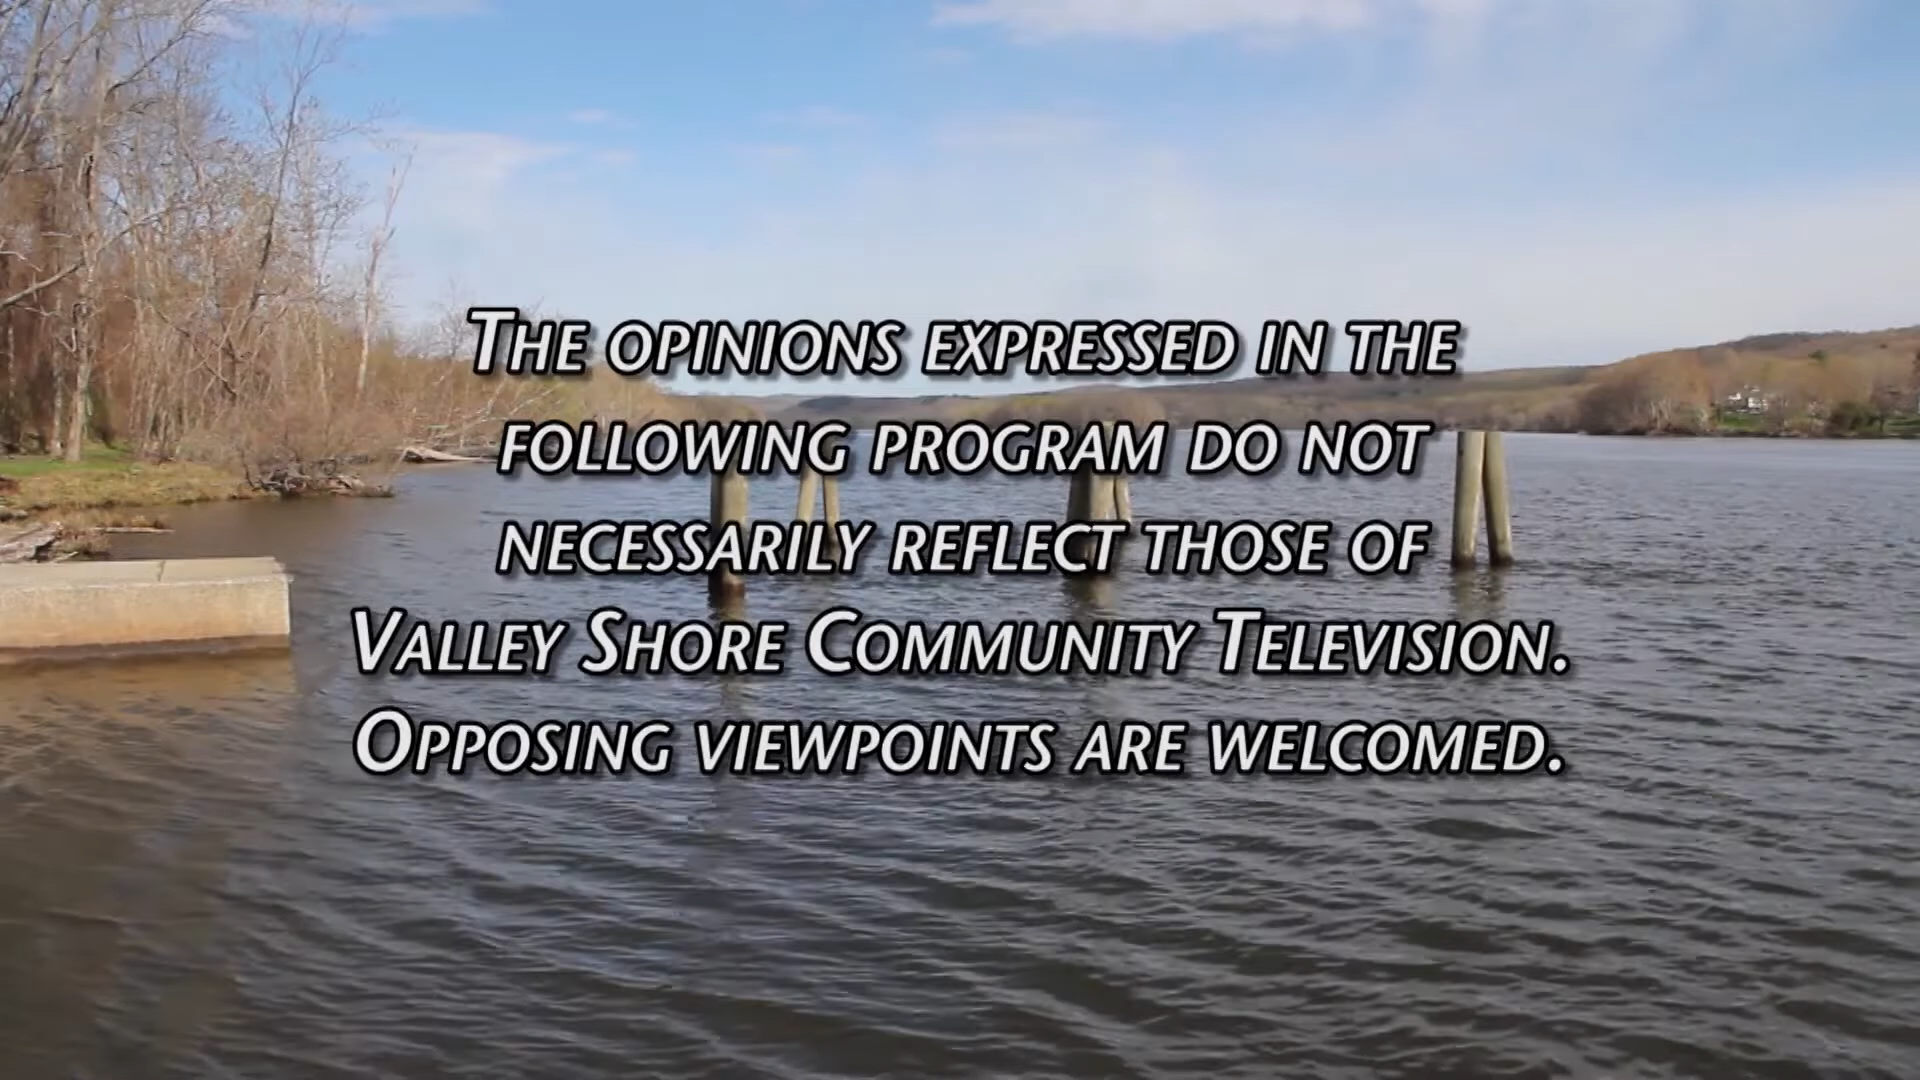 The opinions expressed in the
following program do not
necessarily reflect those of
Valley Shore Community Television.
Opposing viewpoints are welcomed.